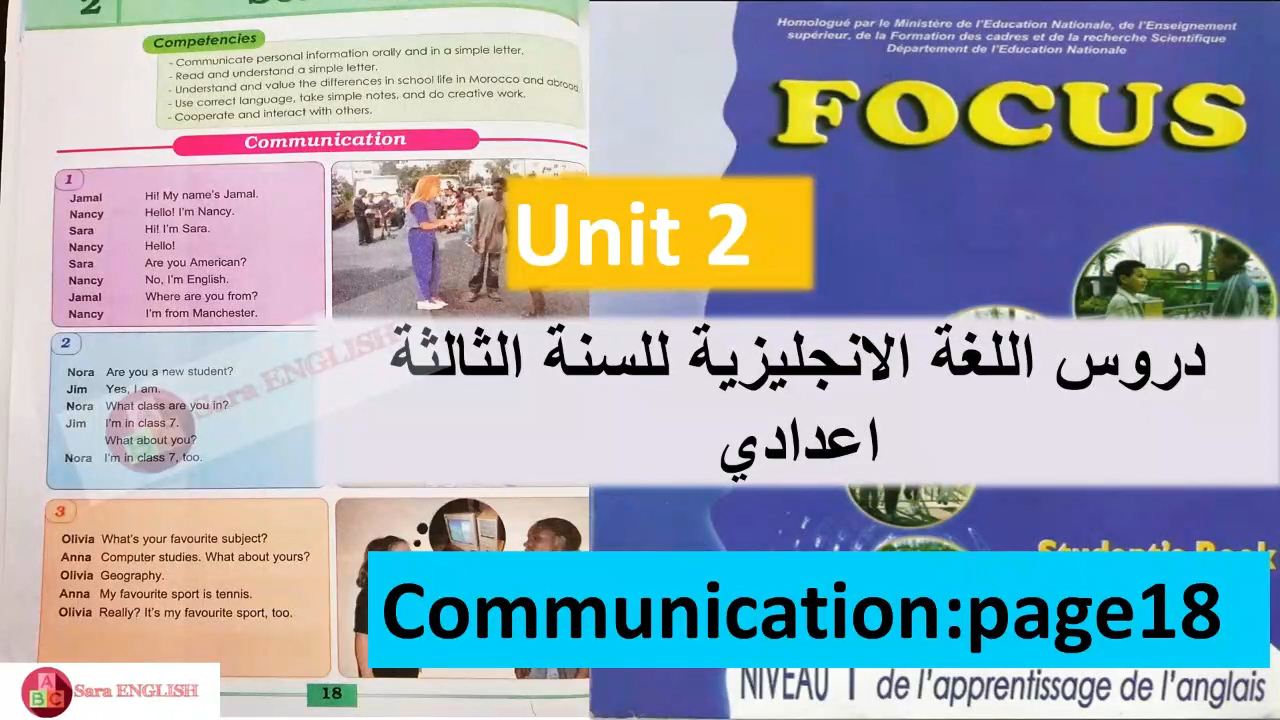 2
Competencies
- Communicate personal information orally and in a simple letter.
- Read and understand a simple letter.
- Understand and value the differences in school life in Morocco and abroad.
- Use correct language, take simple notes, and do creative work.
- Cooperate and interact with others.
Communication
1
Jamal Hi! My name's Jamal.
Nancy Hello! I'm Nancy.
Sara Hi! I'm Sara.
Nancy Hello!
Sara Are you American?
Nancy No, I'm English.
Jamal Where are you from?
Nancy I'm from Manchester.
2
Nora Are you a new student?
Jim Yes, I am.
Nora What class are you in?
Jim I'm in class 7.
What about you?
Nora I'm in class 7, too.
Sara ENGLISH
3
Olivia What's your favourite subject?
Anna Computer studies. What about yours?
Olivia Geography.
Anna My favourite sport is tennis.
Olivia Really? It's my favourite sport, too.
18
ABC Sara ENGLISH
Homologué par le Ministère de l'Education Nationale, de l'Enseignement
supérieur, de la Formation des cadres et de la recherche Scientifique
Département de l'Education Nationale
FOCUS
Unit 2
دروس اللغة الانجليزية للسنة الثالثة
اعدادي
Student's Book
Communication:page18
NIVEAU 1 de l'apprentissage de l'anglais